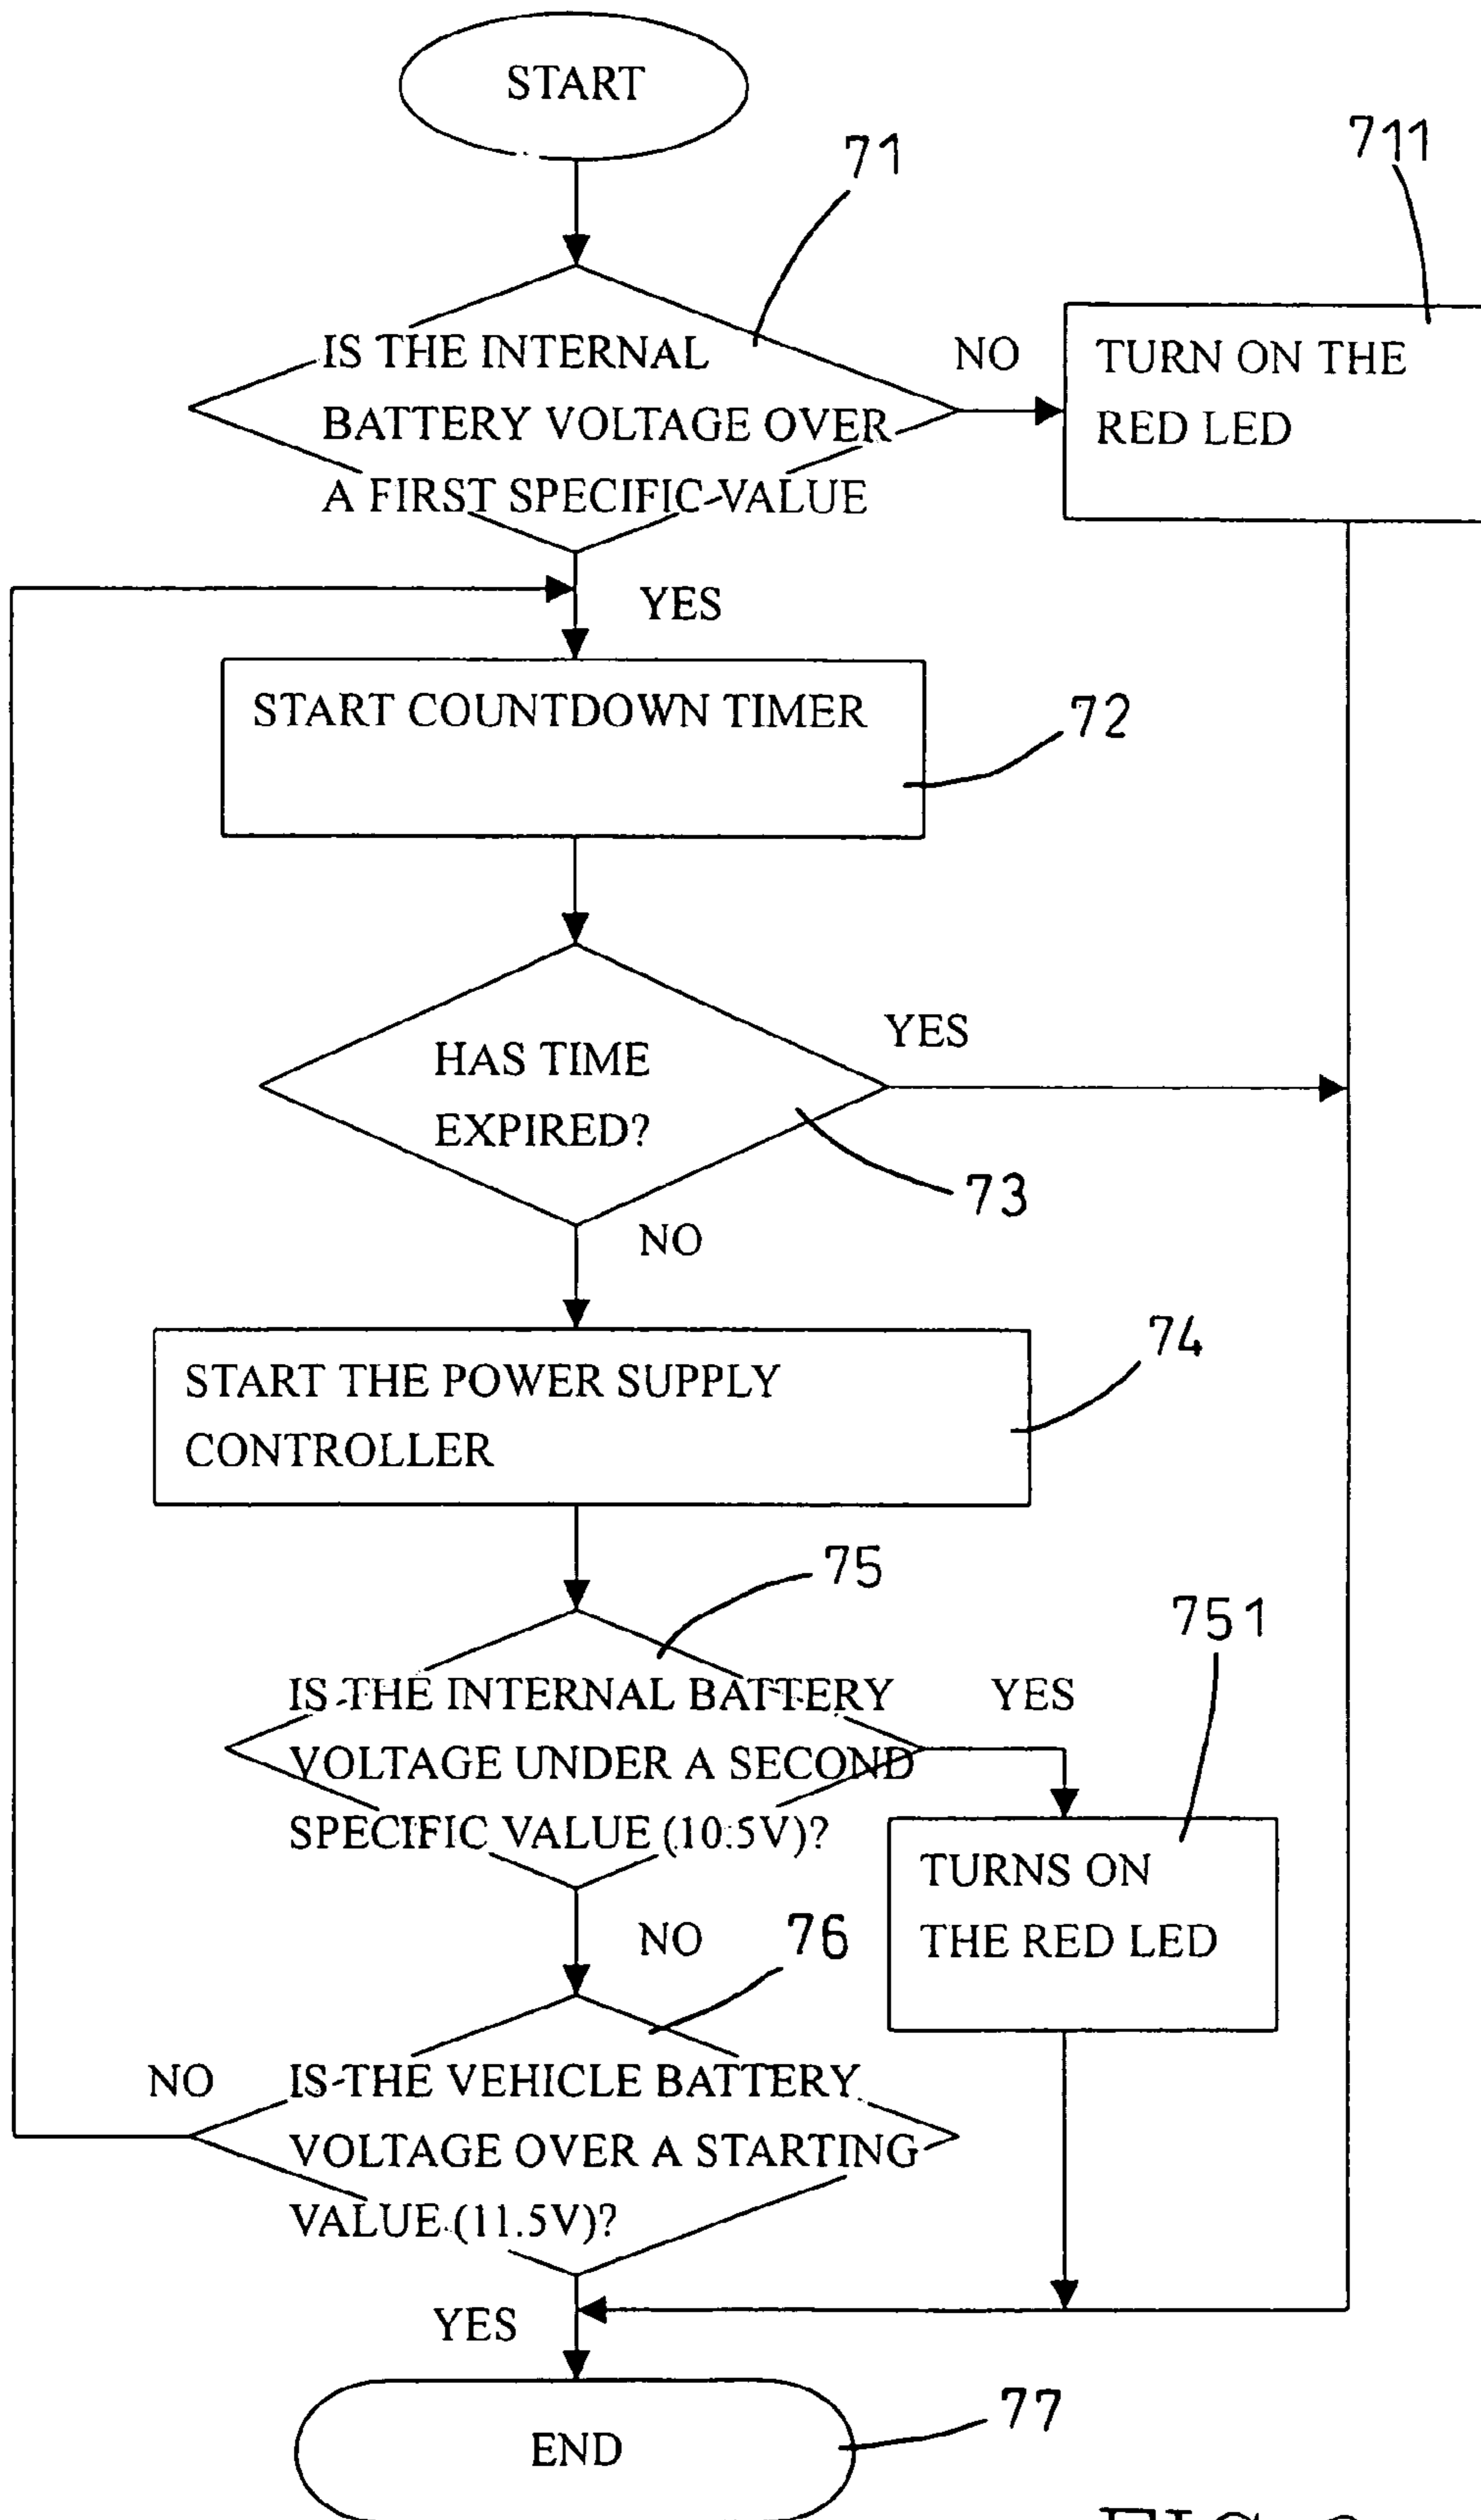 START
71
711
IS THE INTERNAL
BATTERY VOLTAGE OVER
A FIRST SPECIFIC VALUE
NO
TURN ON THE
RED LED
YES
START COUNTDOWN TIMER
72
HAS TIME
EXPIRED?
YES
73
NO
START THE POWER SUPPLY
CONTROLLER
74
75
751
IS THE INTERNAL BATTERY
VOLTAGE UNDER A SECOND
SPECIFIC VALUE (10.5V)?
YES
TURNS ON
THE RED LED
NO
76
NO
IS THE VEHICLE BATTERY
VOLTAGE OVER A STARTING
VALUE (11.5V)?
YES
END
77